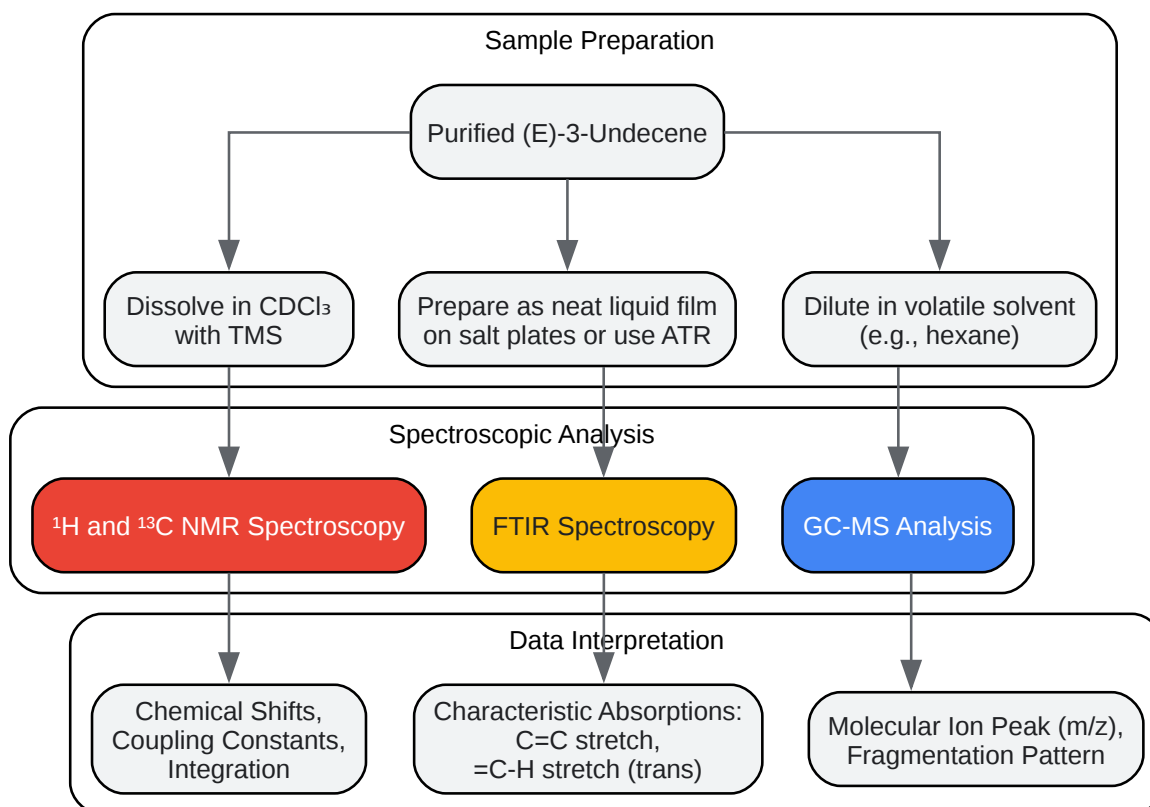 Sample Preparation
Purified (E)-3-Undecene
Dissolve in CDCl₃
with TMS
Prepare as neat liquid film
on salt plates or use ATR
Dilute in volatile solvent
(e.g., hexane)
Spectroscopic Analysis
¹H and ¹³C NMR Spectroscopy
FTIR Spectroscopy
GC-MS Analysis
Data Interpretation
Chemical Shifts,
Coupling Constants,
Integration
Characteristic Absorptions:
C=C stretch,
=C-H stretch (trans)
Molecular Ion Peak (m/z),
Fragmentation Pattern